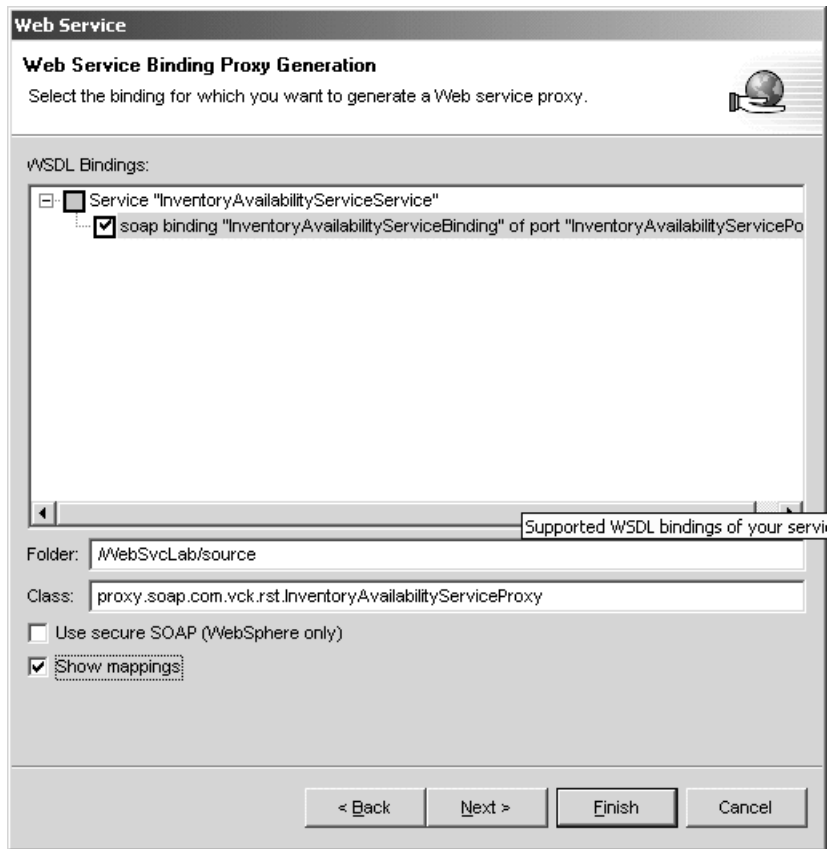 Web Service
Web Service Binding Proxy Generation
Select the binding for which you want to generate a Web service proxy.
WSDL Bindings:
Service "InventoryAvailabilityServiceService"
soap binding "InventoryAvailabilityServiceBinding" of port "InventoryAvailabilityServicePo
Supported WSDL bindings of your servi
Folder: /WebSvcLab/source
Class: proxy.soap.com.vck.rst.InventoryAvailabilityServiceProxy
Use secure SOAP (WebSphere only)
Show mappings
< Back Next > Finish Cancel